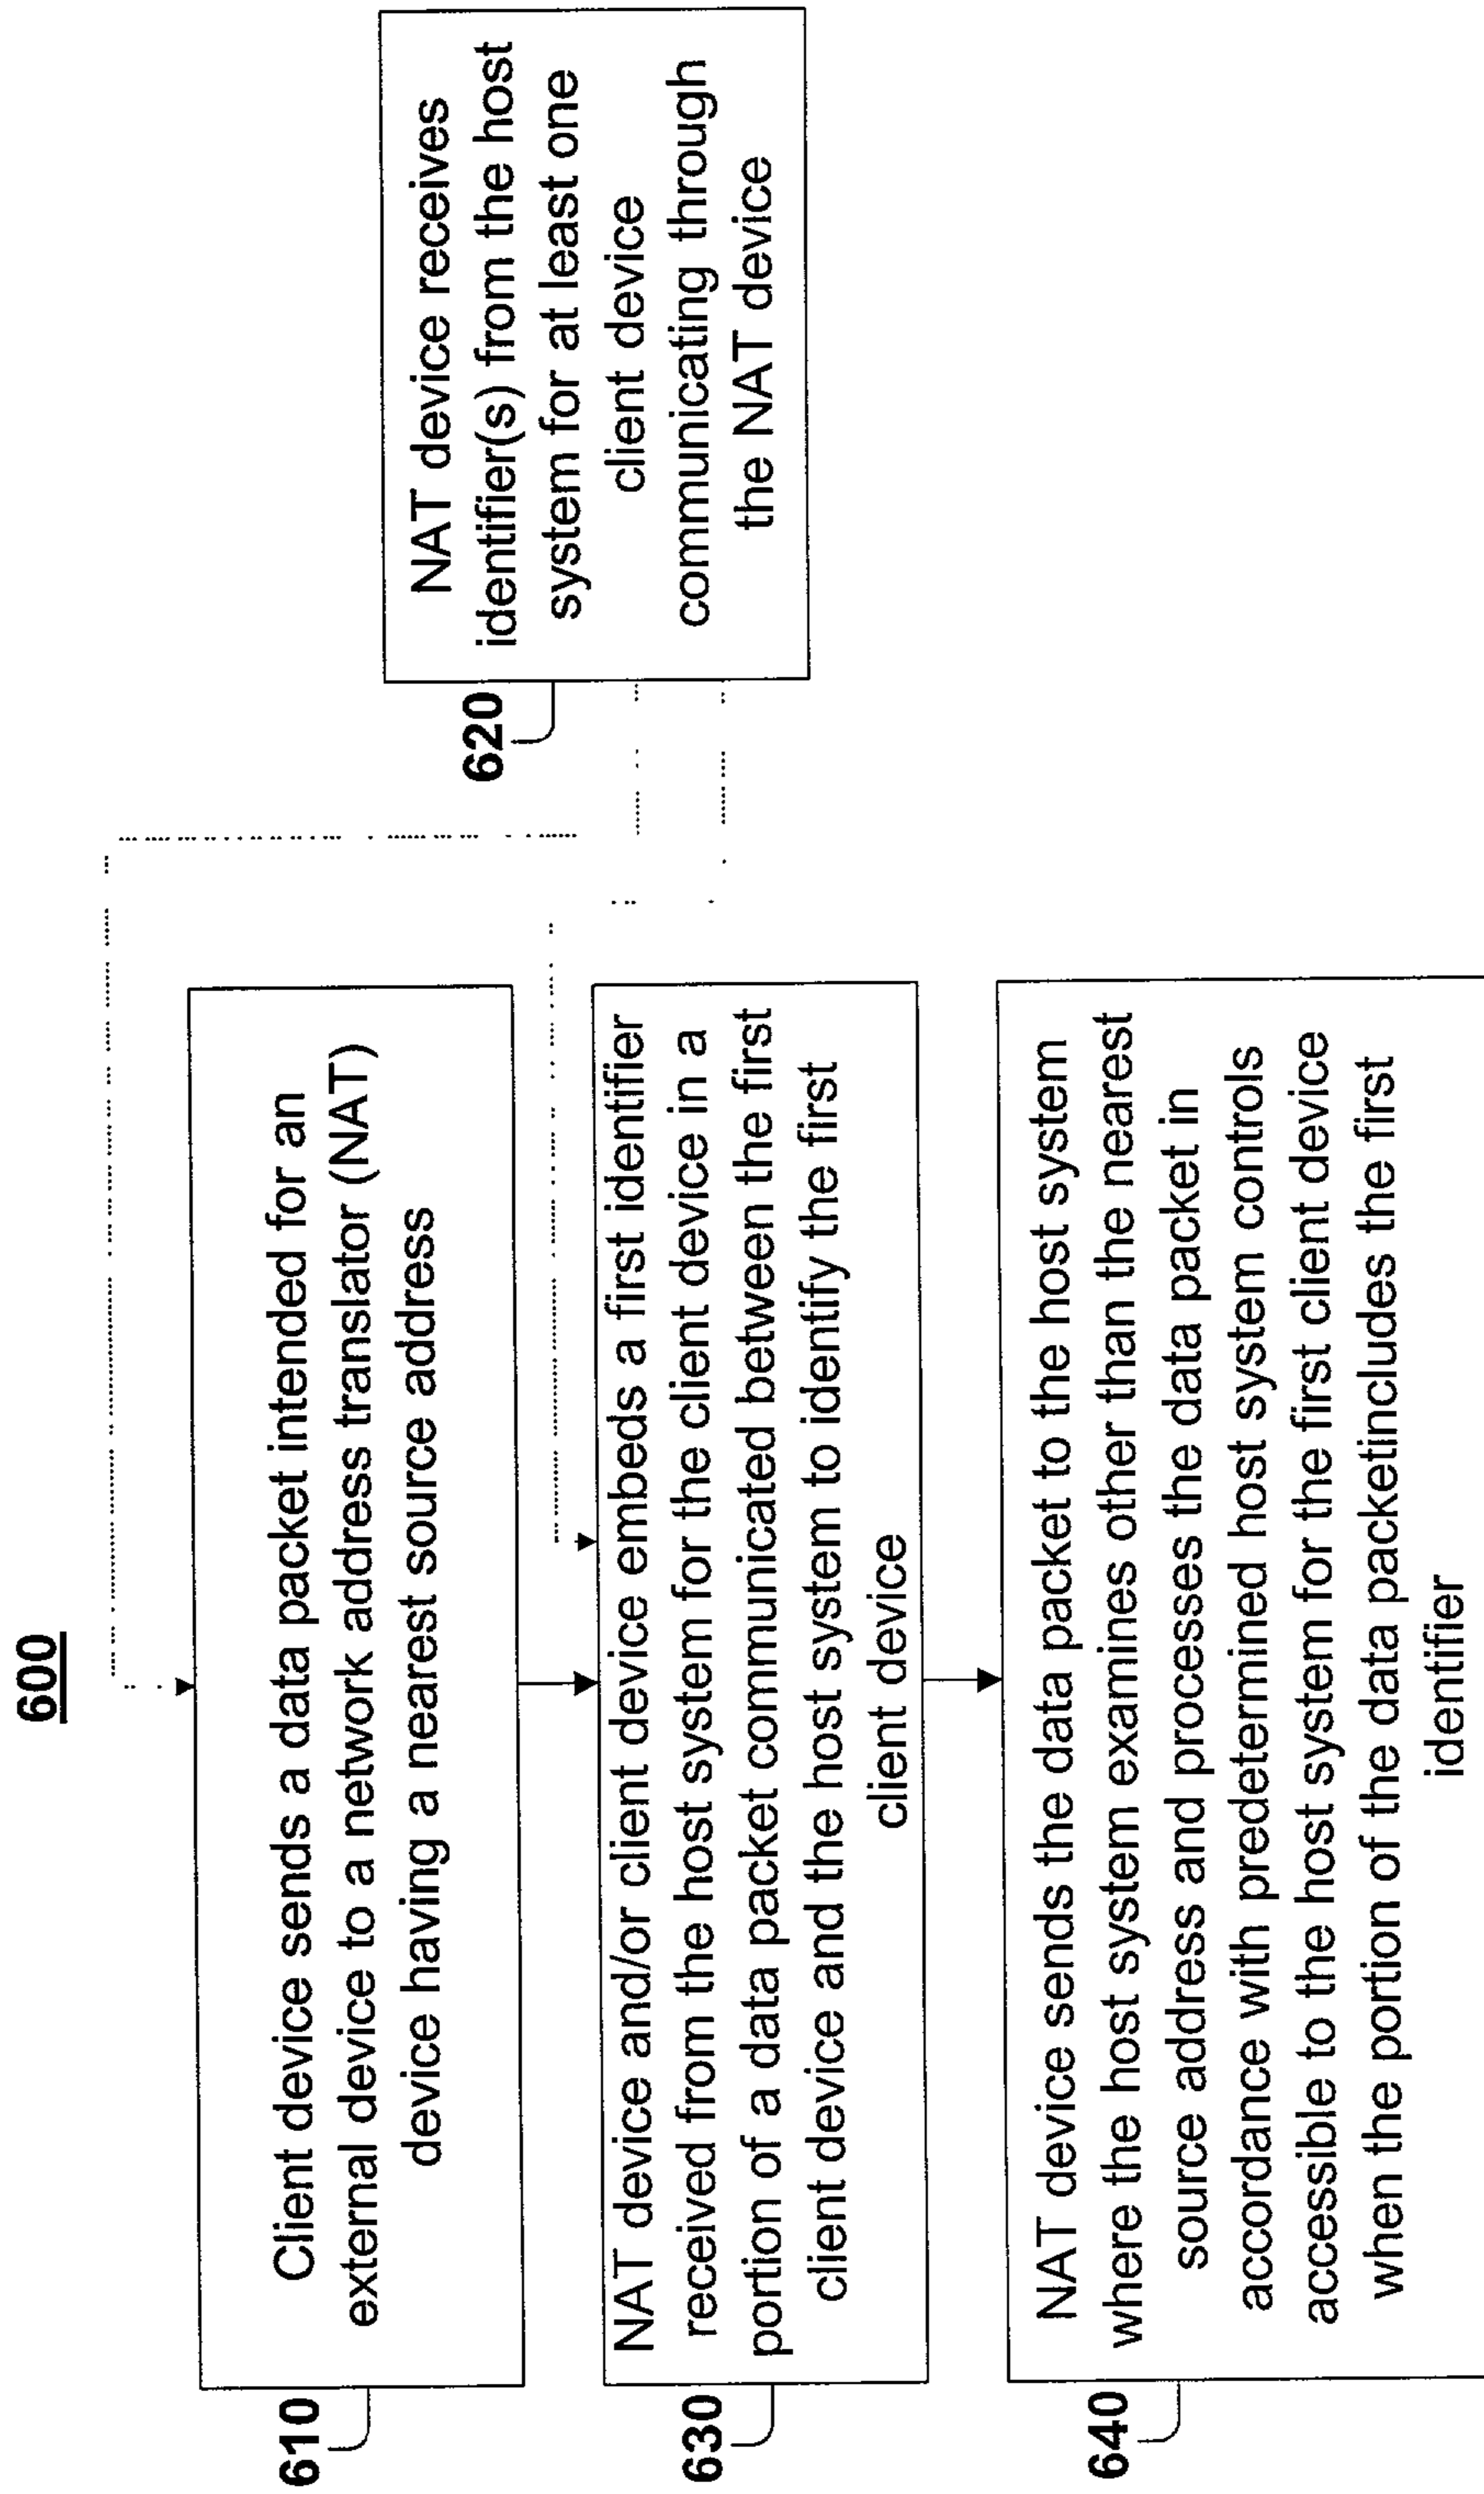 600
610
Client device sends a data packet intended for an
external device to a network address translator (NAT)
device having a nearest source address
620
NAT device receives
identifier(s) from the host
system for at least one
client device
communicating through
the NAT device
630
NAT device and/or client device embeds a first identifier
received from the host system for the client device in a
portion of a data packet communicated between the first
client device and the host system to identify the first
client device
640
NAT device sends the data packet to the host system
where the host system examines other than the nearest
source address and processes the data packet in
accordance with predetermined host system controls
accessible to the host system for the first client device
when the portion of the data packetincludes the first
identifier